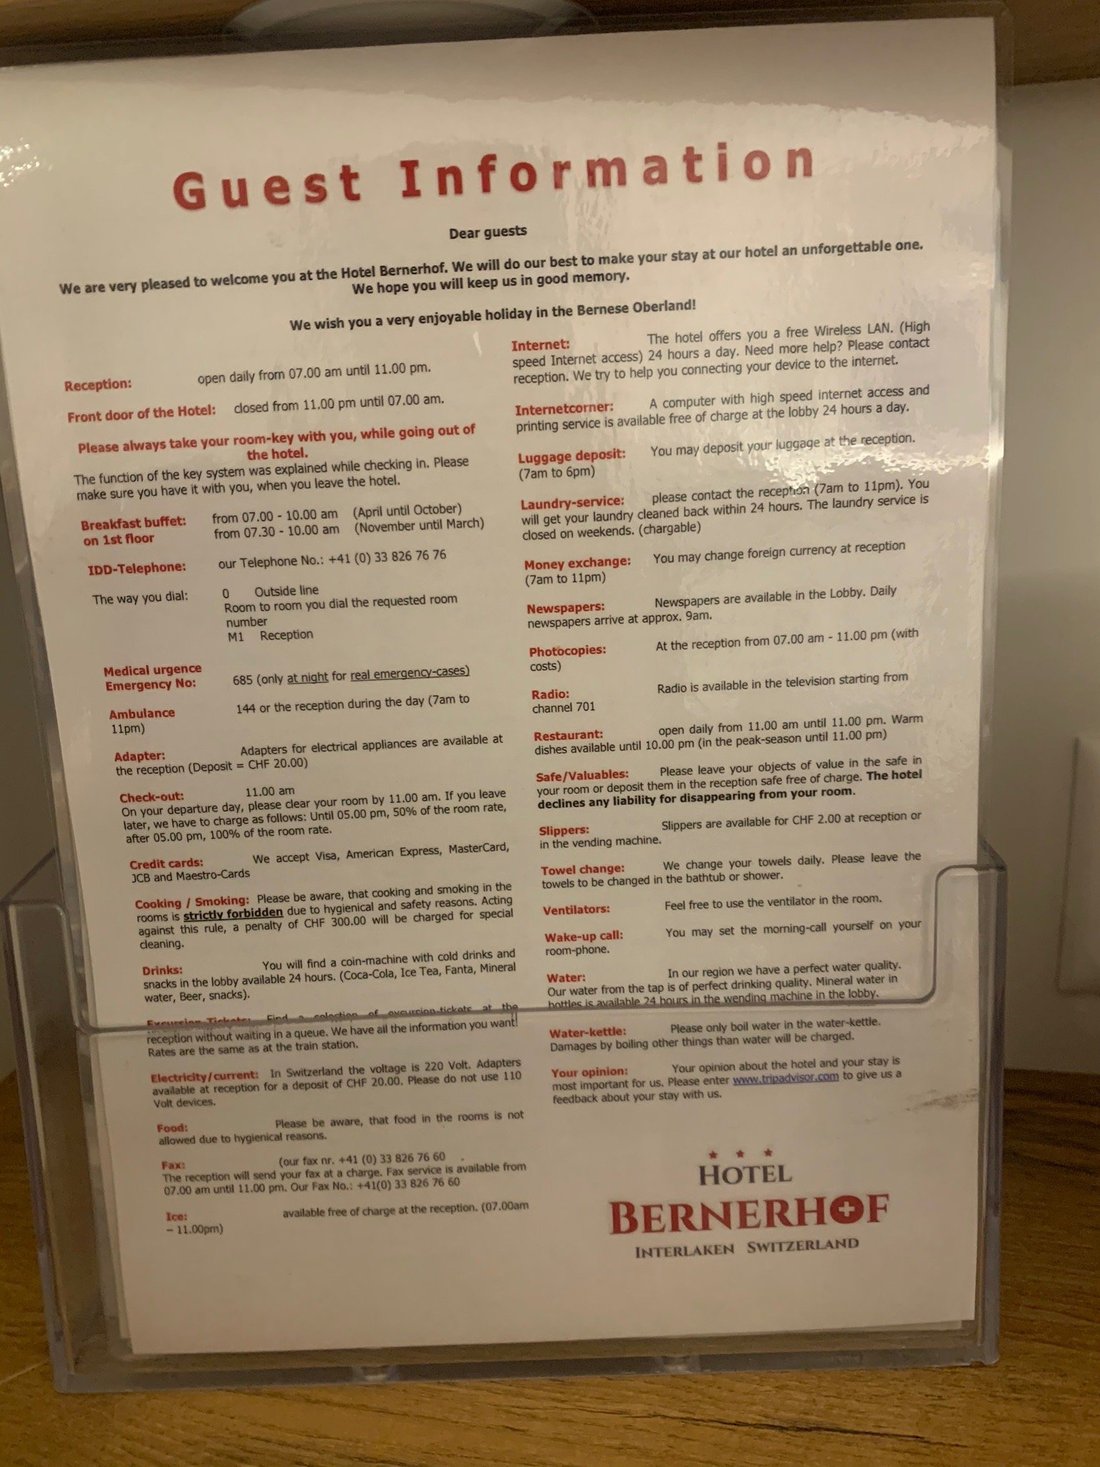 Guest Information
Dear guests
We are very pleased to welcome you at the Hotel Bernerhof. We will do our best to make your stay at our hotel an unforgettable one.
We hope you will keep us in good memory.
We wish you a very enjoyable holiday in the Bernese Oberland!
Reception: open daily from 07.00 am until 11.00 pm.
Front door of the Hotel: closed from 11.00 pm until 07.00 am.
Please always take your room-key with you, while going out of
the hotel.
The function of the key system was explained while checking in. Please
make sure you have it with you, when you leave the hotel.
Breakfast buffet: from 07.00 - 10.00 am (April until October)
on 1st floor from 07.30 - 10.00 am (November until March)
IDD-Telephone: our Telephone No.: +41 (0) 33 826 76 76
The way you dial: 0 Outside line
Room to room you dial the requested room
number
M1 Reception
Medical urgence
Emergency No: 685 (only at night for real emergency-cases)
Ambulance 144 or the reception during the day (7am to
11pm)
Adapter: Adapters for electrical appliances are available at
the reception (Deposit = CHF 20.00)
Check-out: 11.00 am
On your departure day, please clear your room by 11.00 am. If you leave
later, we have to charge as follows: Until 05.00 pm, 50% of the room rate,
after 05.00 pm, 100% of the room rate.
Credit cards: We accept Visa, American Express, MasterCard,
JCB and Maestro-Cards
Cooking / Smoking: Please be aware, that cooking and smoking in the
rooms is strictly forbidden due to hygienical and safety reasons. Acting
against this rule, a penalty of CHF 300.00 will be charged for special
cleaning.
Drinks: You will find a coin-machine with cold drinks and
snacks in the lobby available 24 hours. (Coca-Cola, Ice Tea, Fanta, Mineral
water, Beer, snacks).
Excursion-Tickets: Find a selection of excursion-tickets at the
reception without waiting in a queue. We have all the information you want!
Rates are the same as at the train station.
Electricity/current: In Switzerland the voltage is 220 Volt. Adapters
available at reception for a deposit of CHF 20.00. Please do not use 110
Volt devices.
Food: Please be aware, that food in the rooms is not
allowed due to hygienical reasons.
Fax: (our fax nr. +41 (0) 33 826 76 60
The reception will send your fax at a charge. Fax service is available from
07.00 am until 11.00 pm. Our Fax No.: +41(0) 33 826 76 60
Ice: available free of charge at the reception. (07.00am
– 11.00pm)
Internet: The hotel offers you a free Wireless LAN. (High
speed Internet access) 24 hours a day. Need more help? Please contact
reception. We try to help you connecting your device to the internet.
Internetcorner: A computer with high speed internet access and
printing service is available free of charge at the lobby 24 hours a day.
Luggage deposit: You may deposit your luggage at the reception.
(7am to 6pm)
Laundry-service: please contact the reception (7am to 11pm). You
will get your laundry cleaned back within 24 hours. The laundry service is
closed on weekends. (chargable)
Money exchange: You may change foreign currency at reception
(7am to 11pm)
Newspapers: Newspapers are available in the Lobby. Daily
newspapers arrive at approx. 9am.
Photocopies: At the reception from 07.00 am - 11.00 pm (with
costs)
Radio: Radio is available in the television starting from
channel 701
Restaurant: open daily from 11.00 am until 11.00 pm. Warm
dishes available until 10.00 pm (in the peak-season until 11.00 pm)
Safe/Valuables: Please leave your objects of value in the safe in
your room or deposit them in the reception safe free of charge. The hotel
declines any liability for disappearing from your room.
Slippers: Slippers are available for CHF 2.00 at reception or
in the vending machine.
Towel change: We change your towels daily. Please leave the
towels to be changed in the bathtub or shower.
Ventilators: Feel free to use the ventilator in the room.
Wake-up call: You may set the morning-call yourself on your
room-phone.
Water: In our region we have a perfect water quality.
Our water from the tap is of perfect drinking quality. Mineral water in
bottles is available 24 hours in the wending machine in the lobby.
Water-kettle: Please only boil water in the water-kettle.
Damages by boiling other things than water will be charged.
Your opinion: Your opinion about the hotel and your stay is
most important for us. Please enter www.tripadvisor.com to give us a
feedback about your stay with us.
HOTEL
BERNERHOF
INTERLAKEN SWITZERLAND